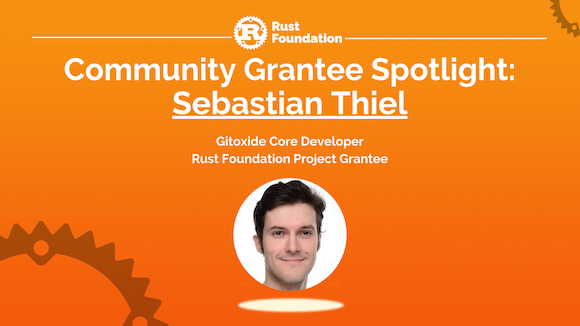 Rust
Foundation
Community Grantee Spotlight:
Sebastian Thiel
Gitoxide Core Developer
Rust Foundation Project Grantee